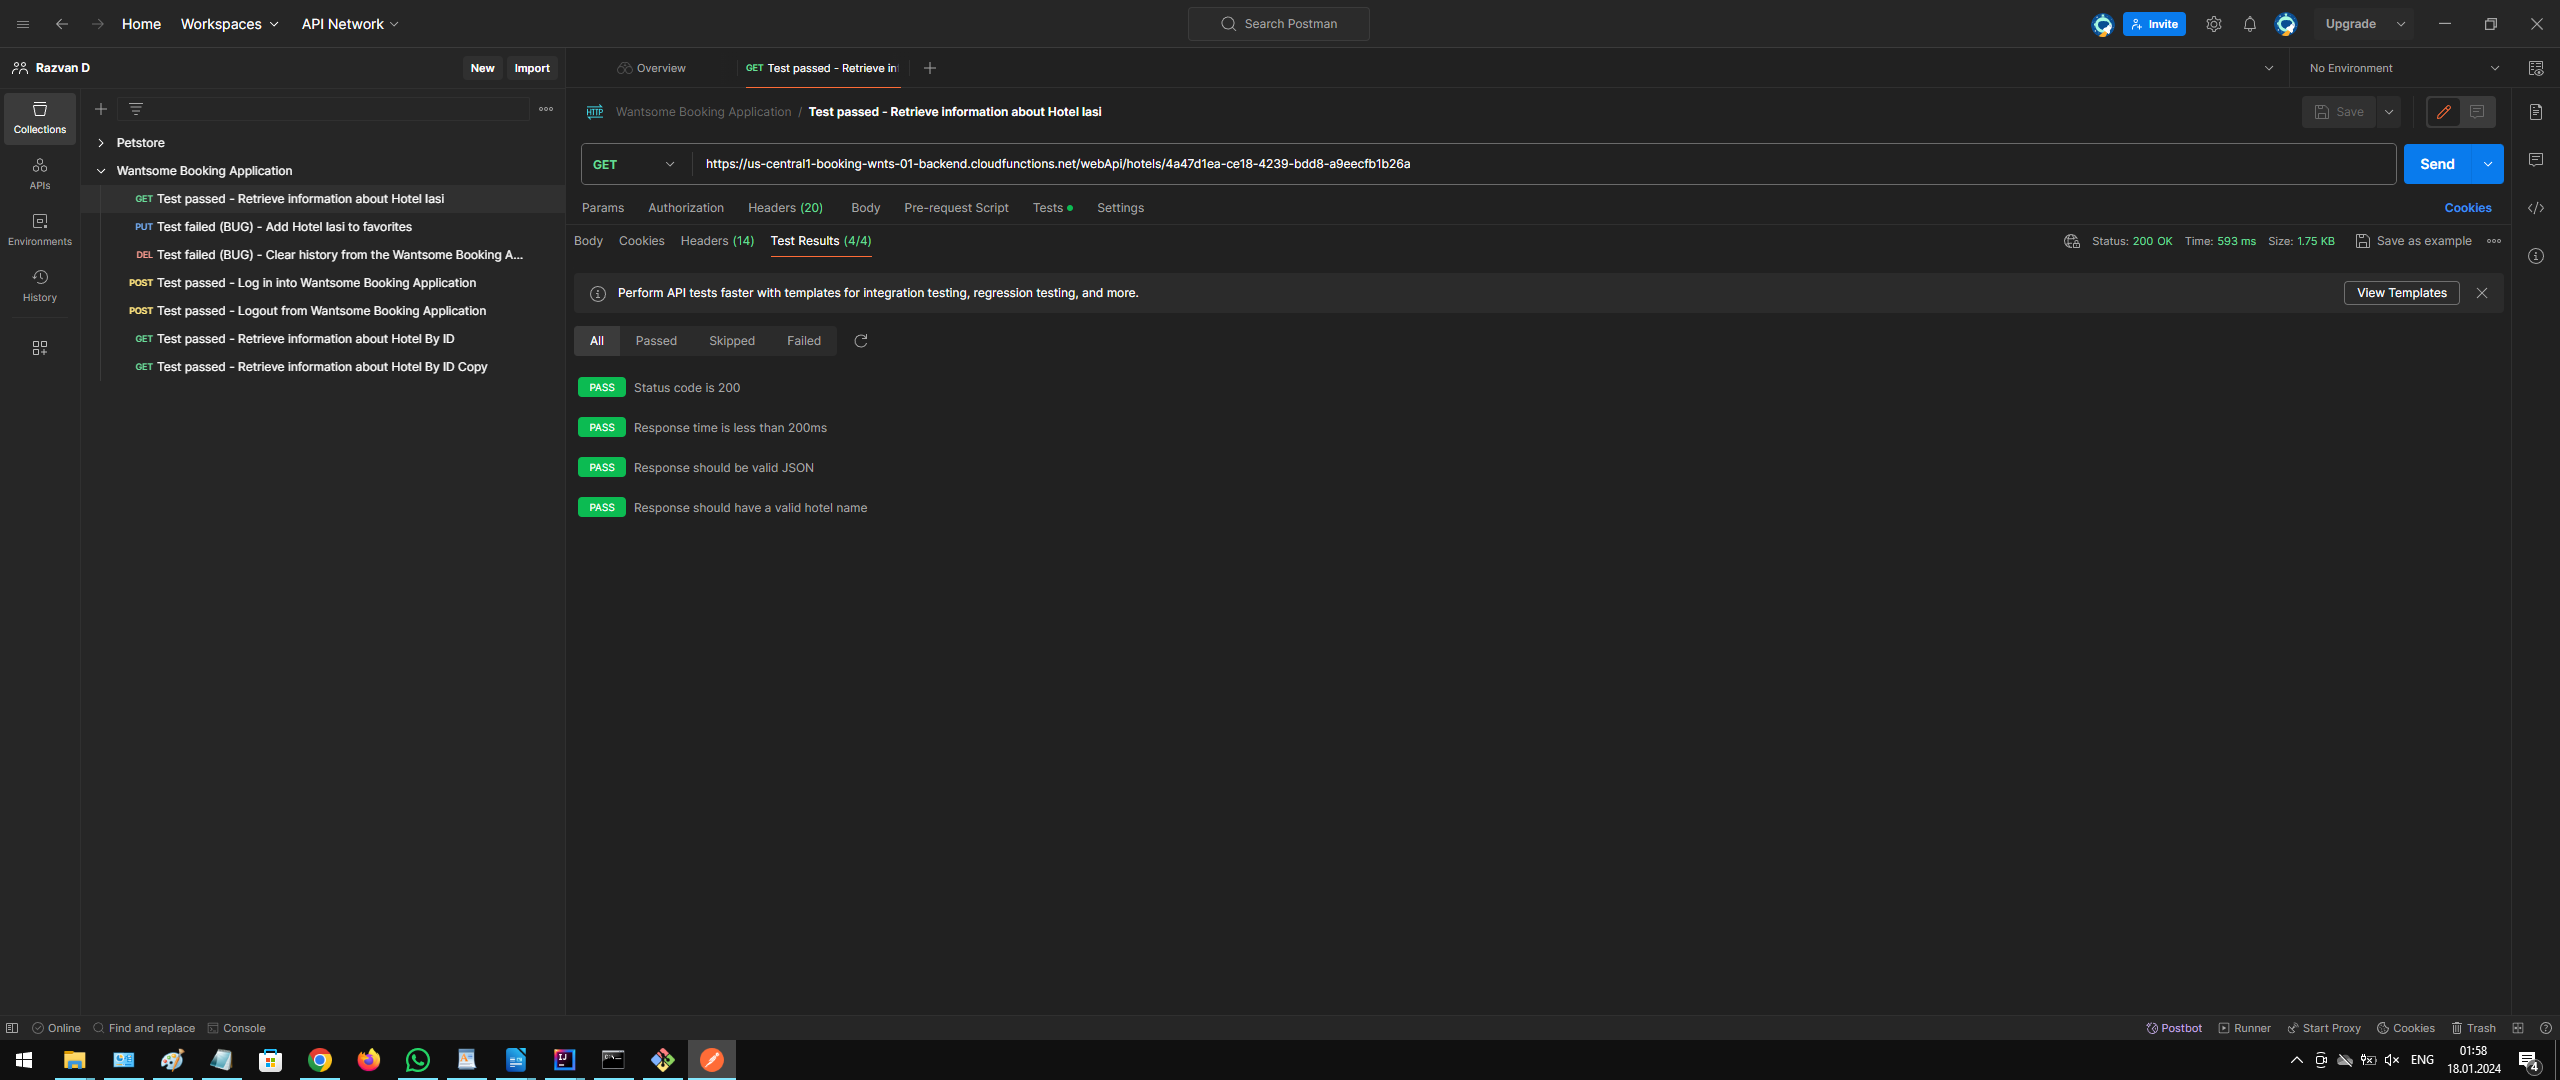 Home
Workspaces
API Network
Search Postman
Invite
Upgrade
Razvan D
New
Import
Overview
GET Test passed - Retrieve in
No Environment
Collections
APIs
Environments
History
Petstore
Wantsome Booking Application
GET Test passed - Retrieve information about Hotel Iasi
PUT Test failed (BUG) - Add Hotel Iasi to favorites
DEL Test failed (BUG) - Clear history from the Wantsome Booking A...
POST Test passed - Log in into Wantsome Booking Application
POST Test passed - Logout from Wantsome Booking Application
GET Test passed - Retrieve information about Hotel By ID
GET Test passed - Retrieve information about Hotel By ID Copy
HTTP Wantsome Booking Application / Test passed - Retrieve information about Hotel Iasi
Save
GET
https://us-central1-booking-wnts-01-backend.cloudfunctions.net/webApi/hotels/4a47d1ea-ce18-4239-bdd8-a9eecfb1b26a
Send
Params Authorization Headers (20) Body Pre-request Script Tests Settings
Cookies
Body Cookies Headers (14) Test Results (4/4)
Status: 200 OK Time: 593 ms Size: 1.75 KB Save as example
Perform API tests faster with templates for integration testing, regression testing, and more.
View Templates
All Passed Skipped Failed
PASS Status code is 200
PASS Response time is less than 200ms
PASS Response should be valid JSON
PASS Response should have a valid hotel name
Online Find and replace Console
Postbot Runner Start Proxy Cookies Trash
ENG
01:58
18.01.2024
4